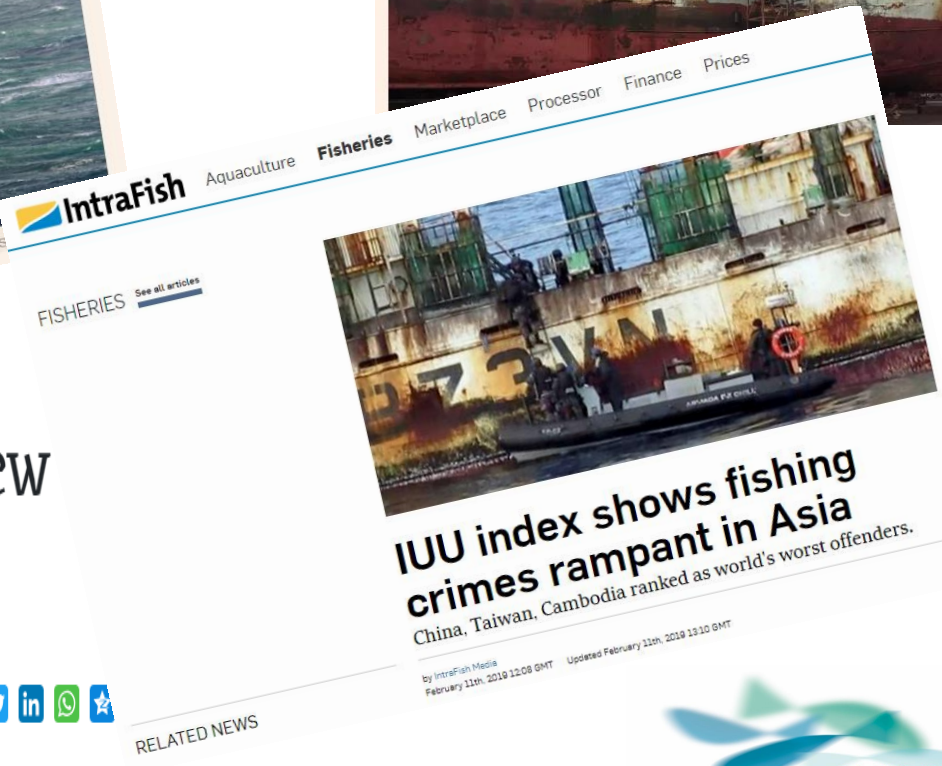 IntraFish
Aquaculture Fisheries Marketplace Processor Finance Prices
FISHERIES See all articles
IUU index shows fishing
crimes rampant in Asia
China, Taiwan, Cambodia ranked as world's worst offenders.
by IntraFish Media
February 11th, 2019 12:08 GMT Updated February 11th, 2019 13:10 GMT
ew
in
RELATED NEWS